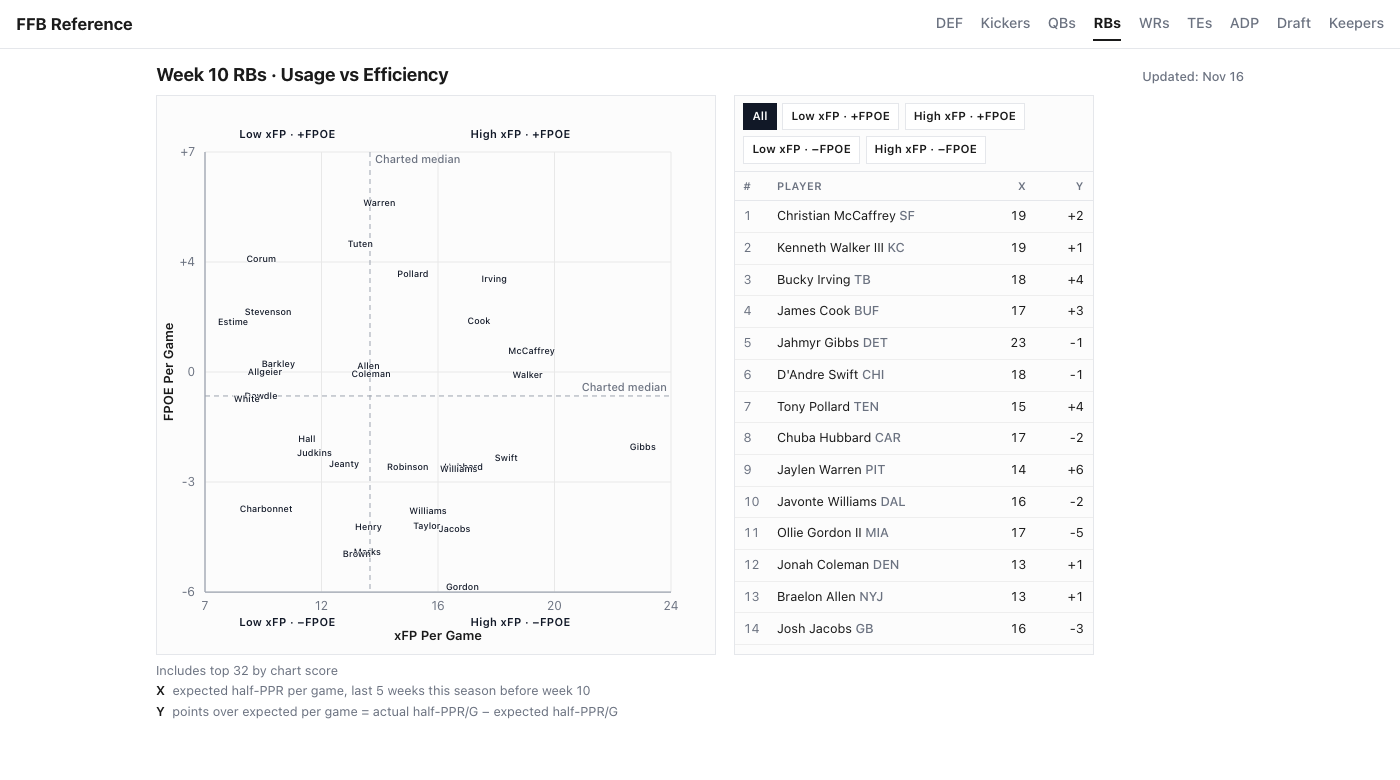 FFB Reference
DEF Kickers QBs RBs WRs TEs ADP Draft Keepers
Week 10 RBs · Usage vs Efficiency
Updated: Nov 16
Low xFP · +FPOE High xFP · +FPOE
+7
Charted median
Warren
Tuten
Corum
+4
Pollard
Irving
Stevenson
Estime
Cook
McCaffrey
Barkley
Allen
Allgeier
0
Coleman
Walker
Charted median
White
Dowdle
Hall
Judkins
Jeanty
Gibbs
Swift
Robinson
Williams
-3
Charbonnet
Williams
Henry
Taylor
Jacobs
Brown
Marks
Gordon
-6
7 12 16 20 24
Low xFP · −FPOE High xFP · −FPOE
xFP Per Game
FPOE Per Game
All Low xFP · +FPOE High xFP · +FPOE
Low xFP · −FPOE High xFP · −FPOE
# PLAYER X Y
1 Christian McCaffrey SF 19 +2
2 Kenneth Walker III KC 19 +1
3 Bucky Irving TB 18 +4
4 James Cook BUF 17 +3
5 Jahmyr Gibbs DET 23 -1
6 D'Andre Swift CHI 18 -1
7 Tony Pollard TEN 15 +4
8 Chuba Hubbard CAR 17 -2
9 Jaylen Warren PIT 14 +6
10 Javonte Williams DAL 16 -2
11 Ollie Gordon II MIA 17 -5
12 Jonah Coleman DEN 13 +1
13 Braelon Allen NYJ 13 +1
14 Josh Jacobs GB 16 -3
Includes top 32 by chart score
X expected half-PPR per game, last 5 weeks this season before week 10
Y points over expected per game = actual half-PPR/G − expected half-PPR/G